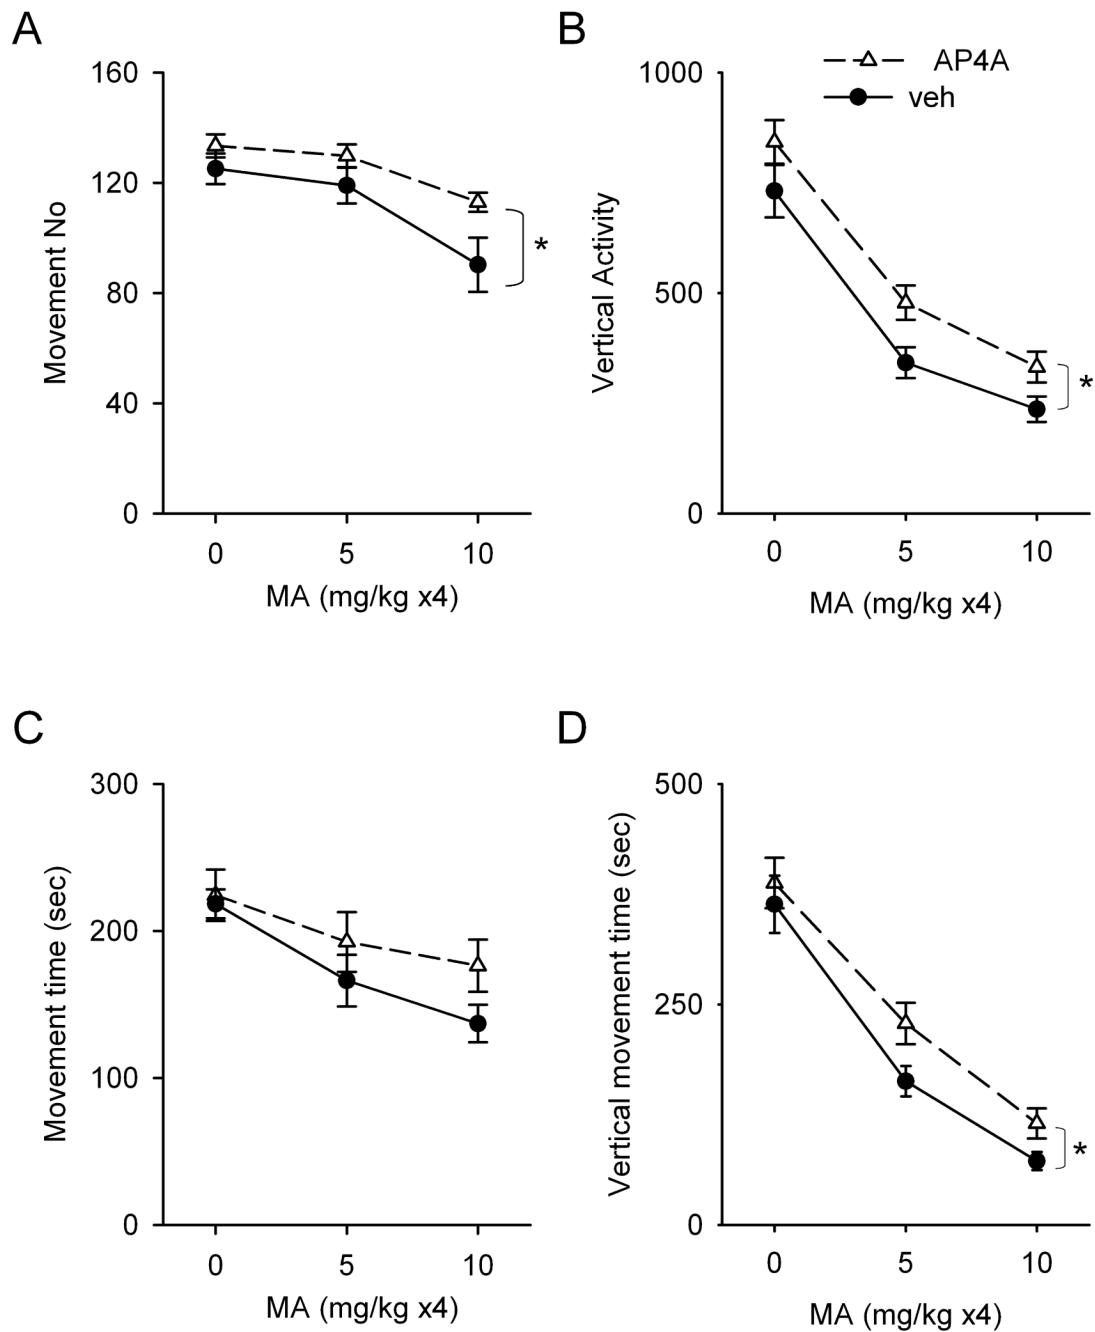 A
160
120
80
40
0
Movement No
*
0 5 10
MA (mg/kg x4)
B
AP4A
veh
1000
500
0
Vertical Activity
*
0 5 10
MA (mg/kg x4)
C
300
200
100
0
Movement time (sec)
0 5 10
MA (mg/kg x4)
D
500
250
0
Vertical movement time (sec)
*
0 5 10
MA (mg/kg x4)